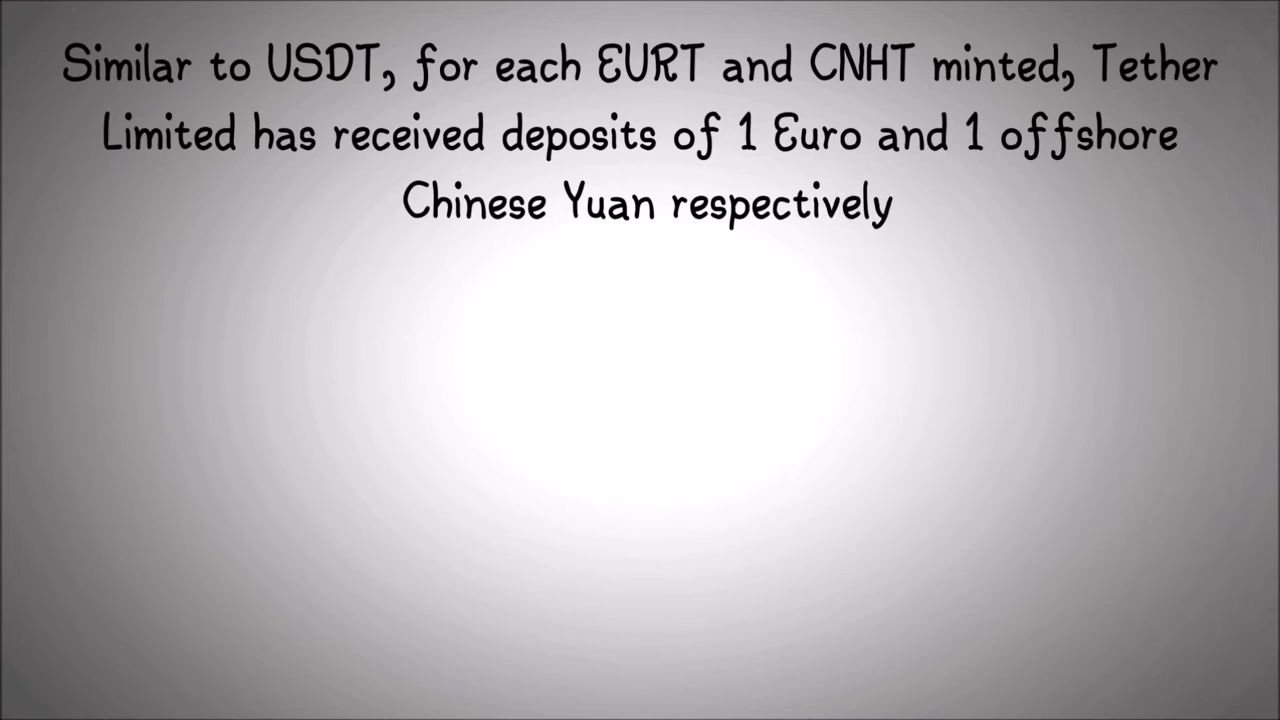 Similar to USDT, for each EURT and CNHT minted, Tether
Limited has received deposits of 1 Euro and 1 offshore
Chinese Yuan respectively